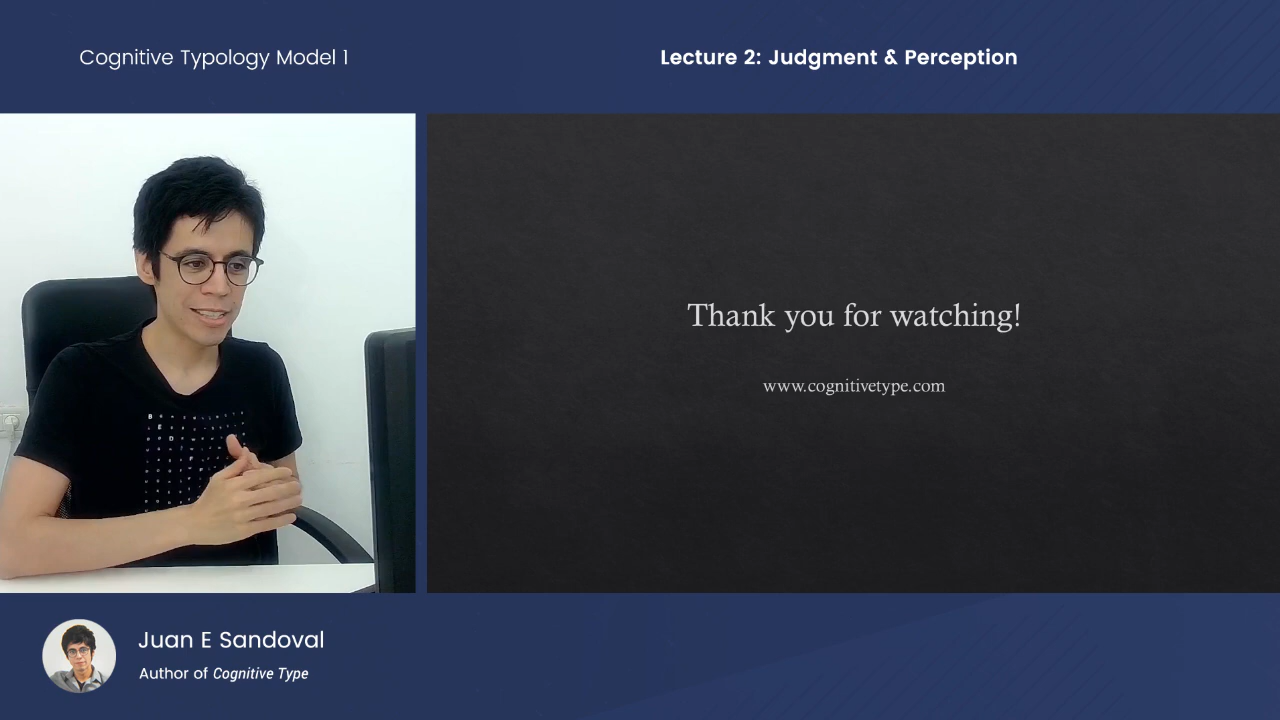 Cognitive Typology Model 1
Lecture 2: Judgment & Perception
Thank you for watching!
www.cognitivetype.com
Juan E Sandoval
Author of Cognitive Type